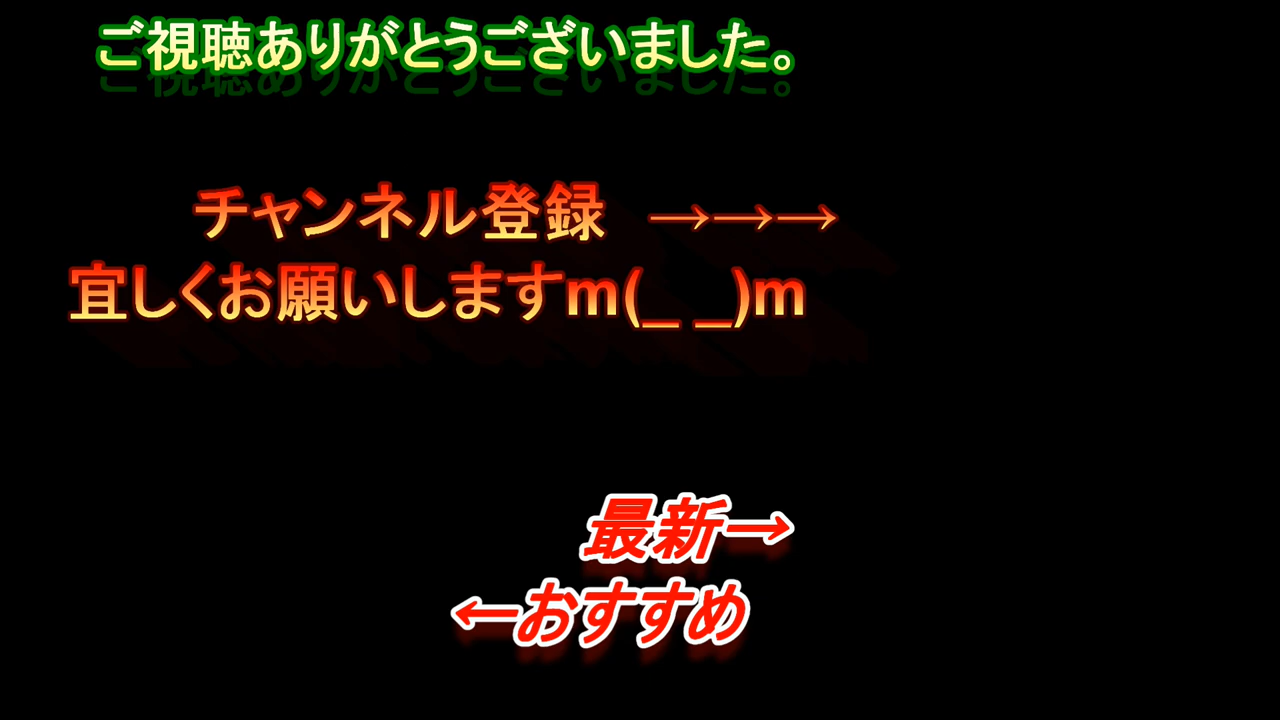 ご視聴ありがとうございました。
チャンネル登録　→→→
宜しくお願いしますm(_ _)m
最新→
←おすすめ